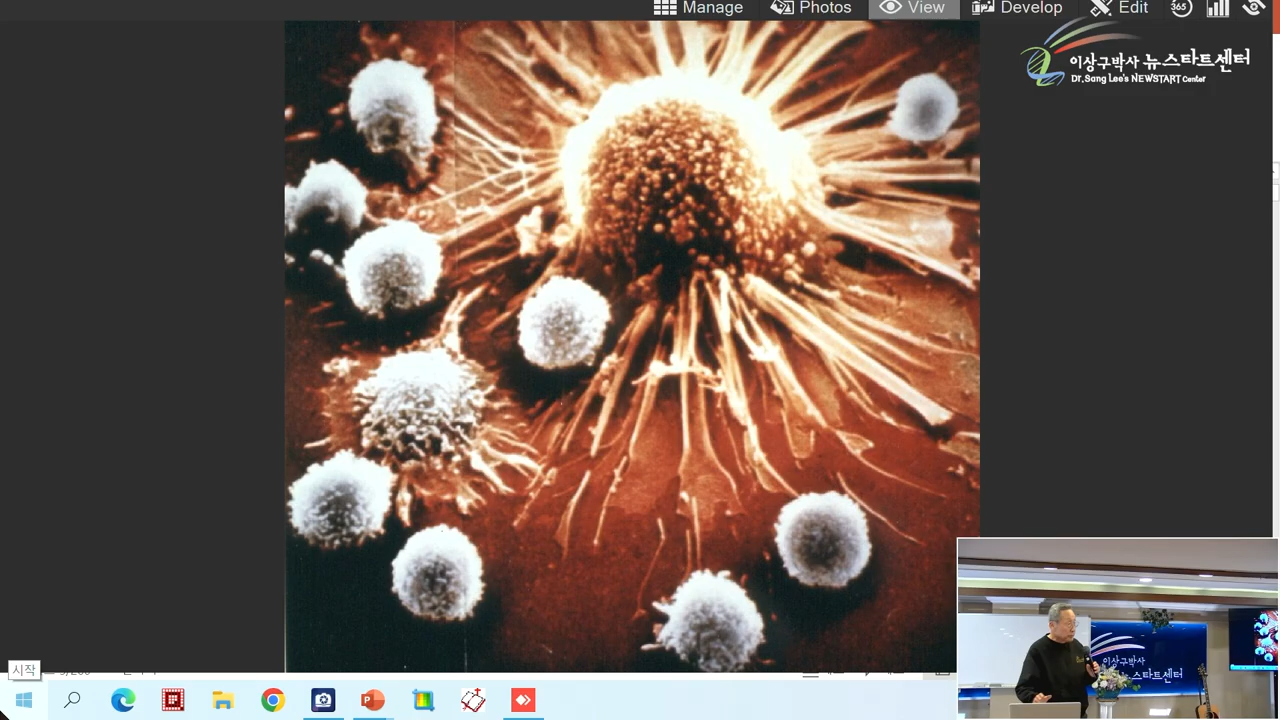 Manage Photos View Develop Edit 365
이상구박사 뉴스타트센터
Dr.Sang Lee's NEWSTART Center
시작
이상구박사
뉴스타트센터